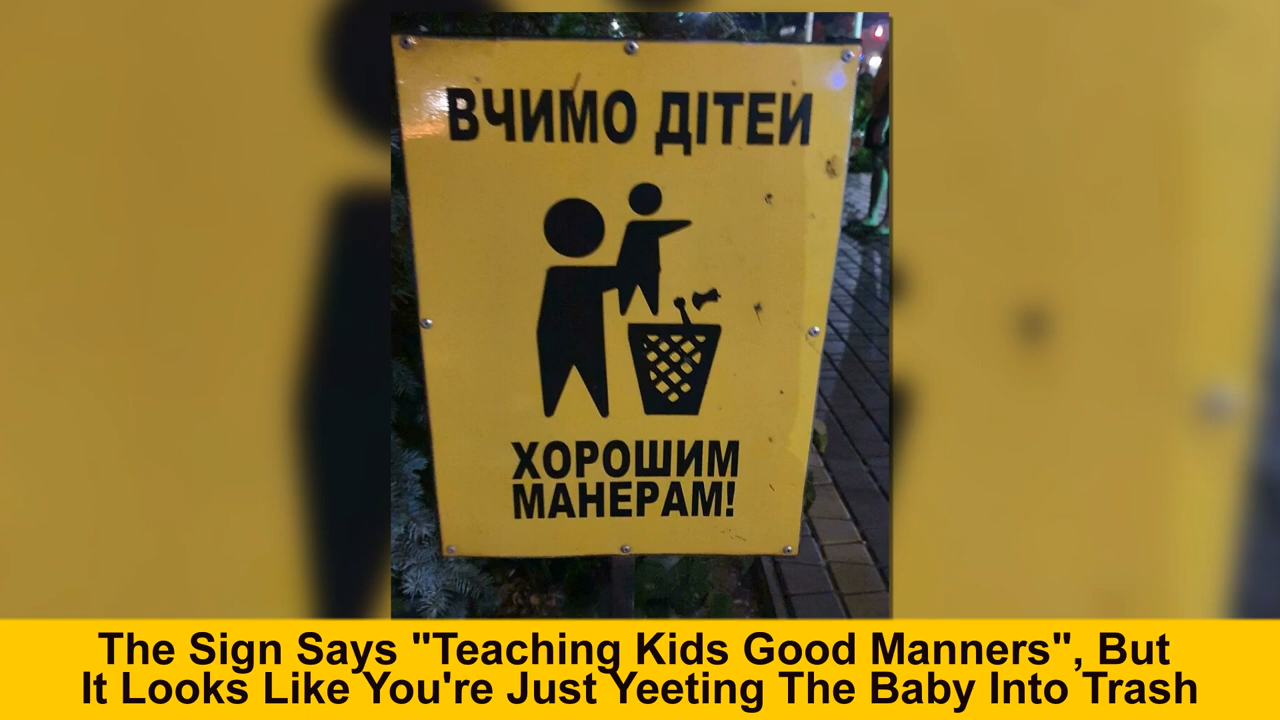 ВЧИМО ДІТЕИ
ХОРОШИМ
МАНЕРАМ!
The Sign Says "Teaching Kids Good Manners", But
It Looks Like You're Just Yeeting The Baby Into Trash